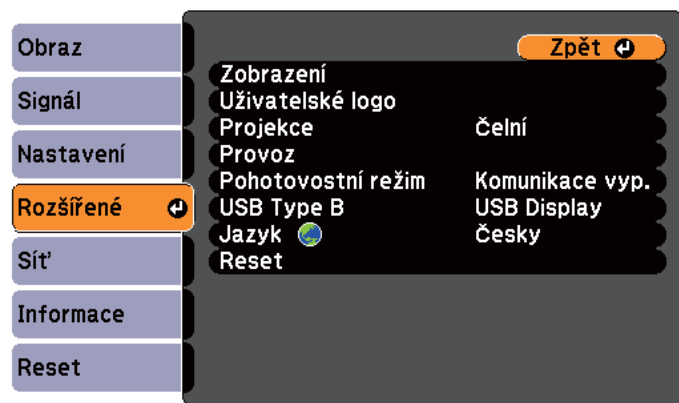 Obraz
Signál
Nastavení
Rozšířené
Síť
Informace
Reset
Zpět
Zobrazení
Uživatelské logo
Projekce Čelní
Provoz
Pohotovostní režim Komunikace vyp.
USB Type B USB Display
Jazyk Česky
Reset